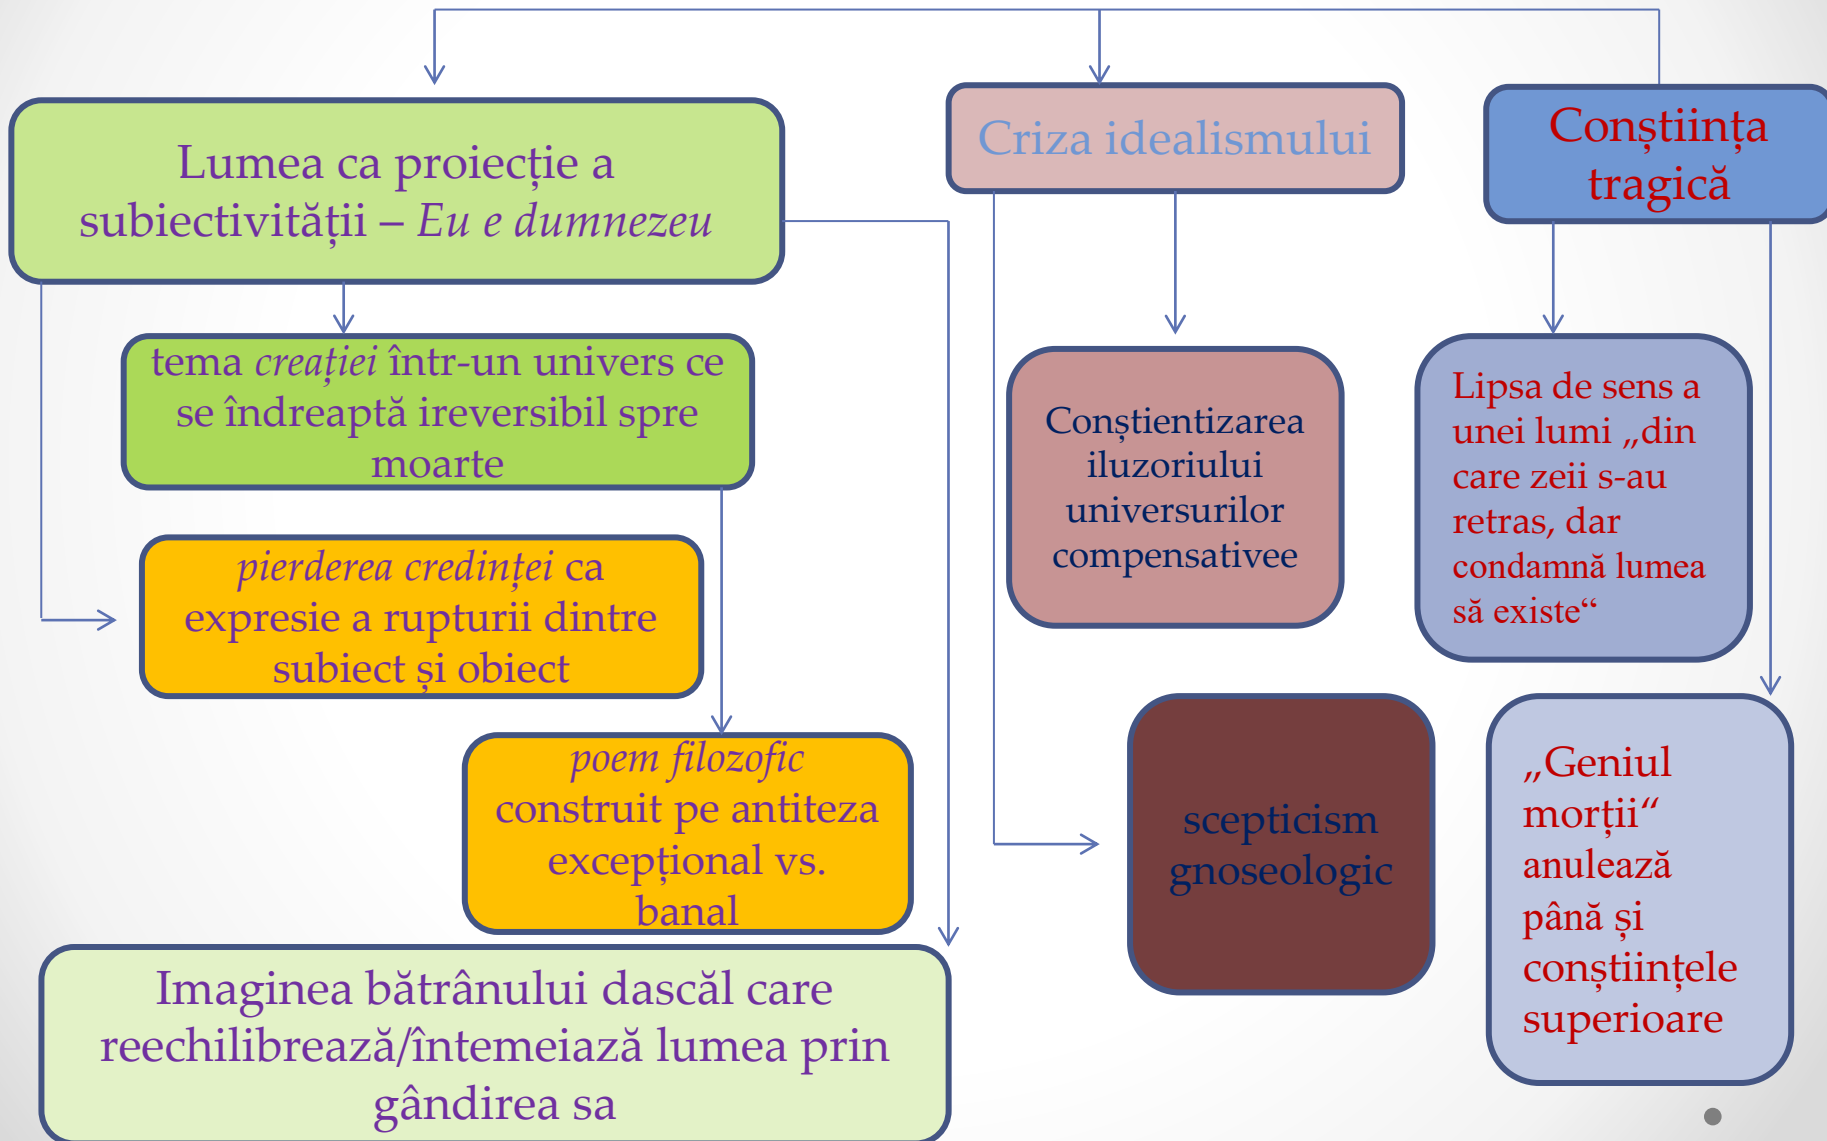 Lumea ca proiecție a
subiectivității – Eu e dumnezeu
Criza idealismului
Conștiința
tragică
tema creației într-un univers ce
se îndreaptă ireversibil spre
moarte
pierderea credinței ca
expresie a rupturii dintre
subiect și obiect
poem filozofic
construit pe antiteza
excepțional vs.
banal
Imaginea bătrânului dascăl care
reechilibrează/întemeiază lumea prin
gândirea sa
Conștientizarea
iluzoriului
universurilor
compensativee
scepticism
gnoseologic
Lipsa de sens a
unei lumi „din
care zeii s-au
retras, dar
condamnă lumea
să existe“
„Geniul
morții“
anulează
până și
conștiințele
superioare